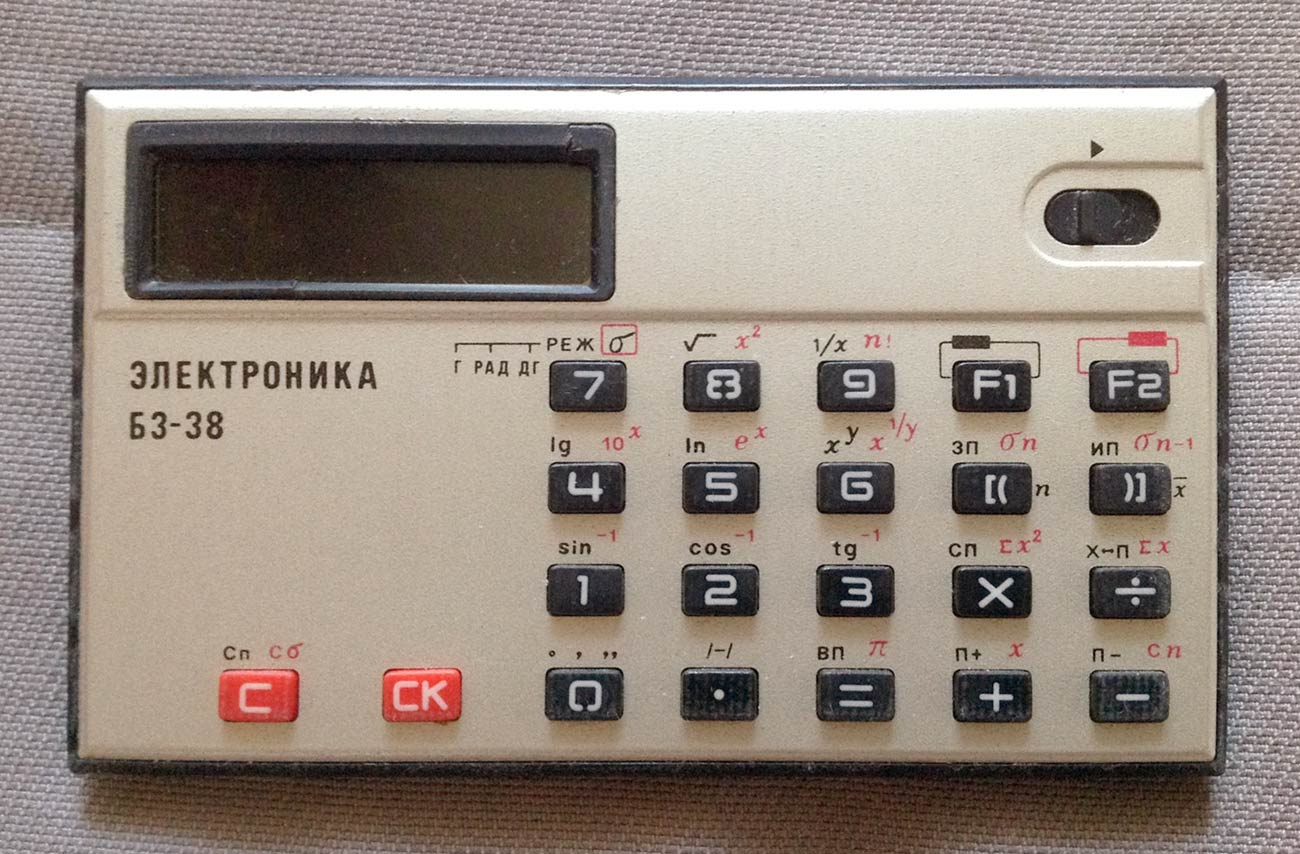 ЭЛЕКТРОНИКА
Б3-38
Г РАД ДГ РЕЖ σ √ x² 1/x n!
7 8 9 F1 F2
lg 10ˣ ln eˣ xʸ x¹/ʸ ЗП σn ИП σn-1
4 5 6 [( n )] x̄
sin⁻¹ cos⁻¹ tg⁻¹ СП Σx² X↔П Σx
1 2 3 × ÷
Сп Cσ ° ‚ ‚‚ /-/ ВП π П+ x П- Сn
С СК 0 · = + −